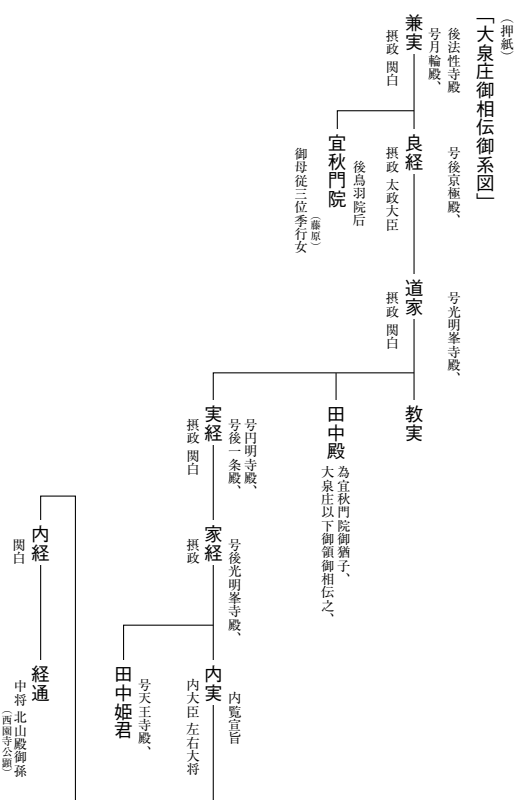 （押紙）
「大泉庄御相伝御系図」
後法性寺殿
号月輪殿、
兼実
摂政 関白
号後京極殿、
良経
摂政 太政大臣
後鳥羽院后
宜秋門院
（藤原）
御母従三位季行女
号光明峯寺殿、
道家
摂政 関白
教実
為宜秋門院御猶子、
大泉庄以下御領御相伝之、
田中殿
号円明寺殿、
号後一条殿、
実経
摂政 関白
号後光明峯寺殿、
家経
摂政
内覧宣旨
内実
内大臣 左右大将
号天王寺殿、
田中姫君
内経
関白
経通
中将 北山殿御孫
（西園寺公顕）